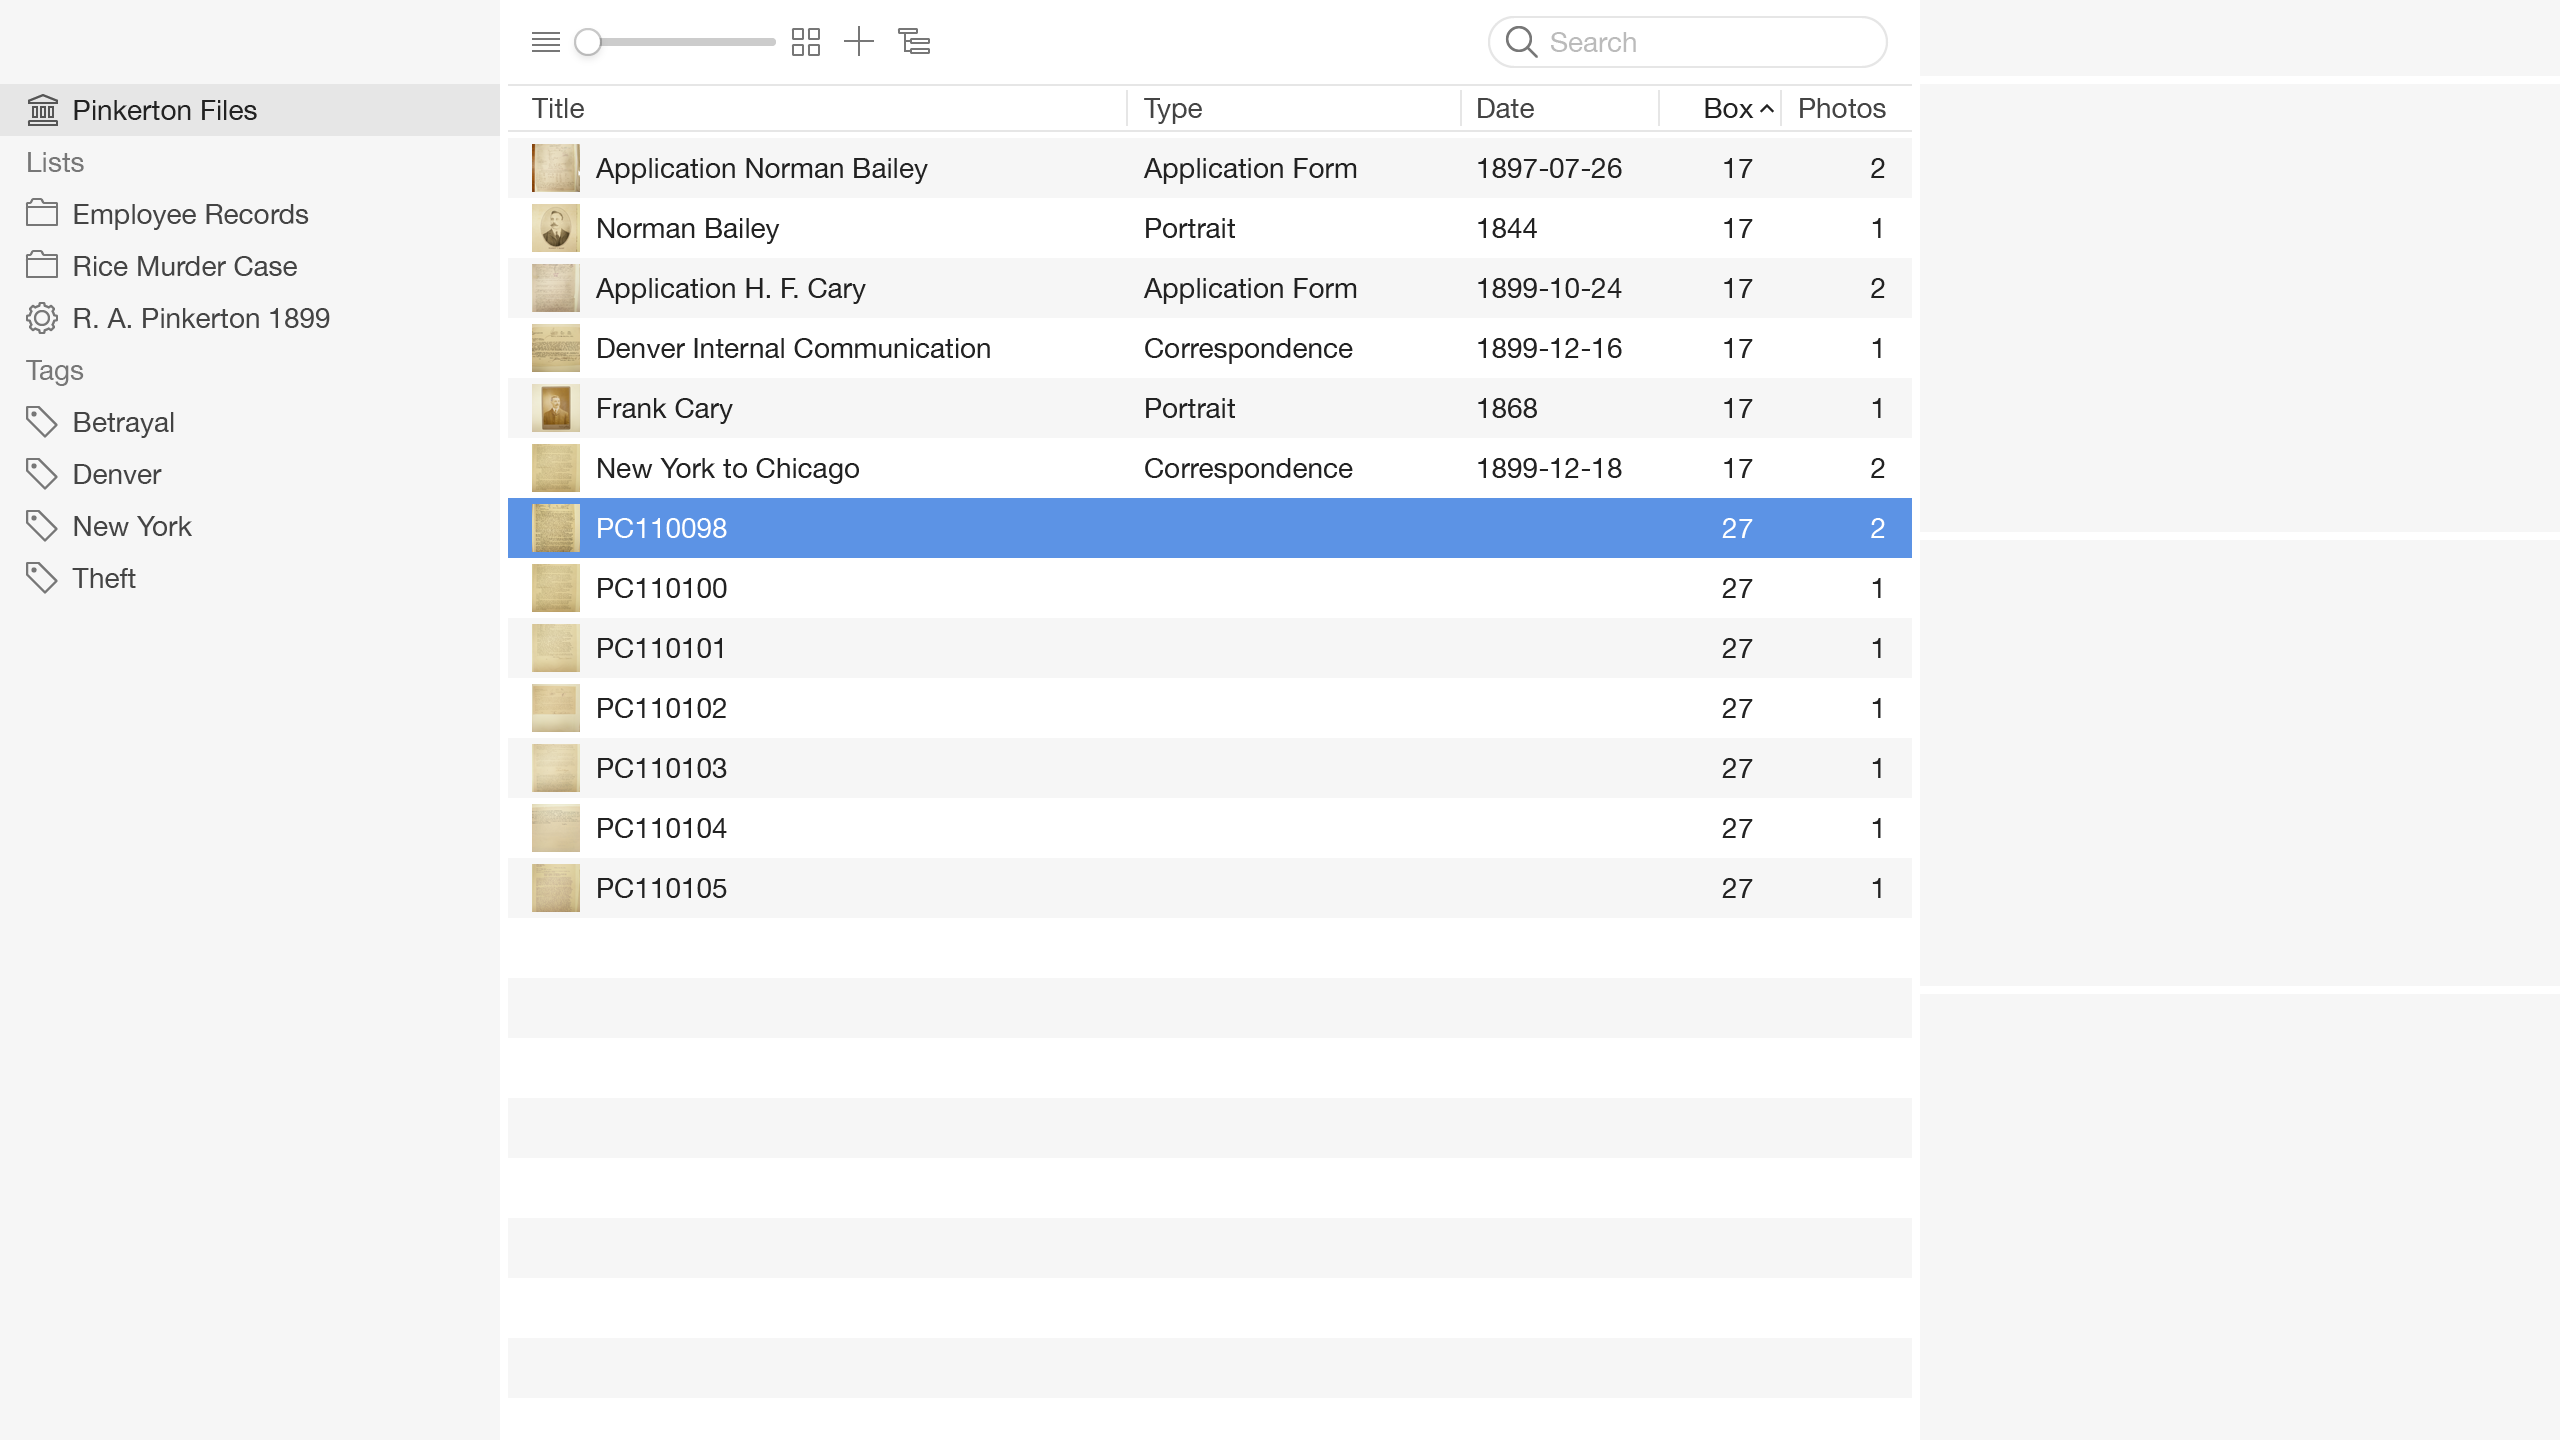 Search
Pinkerton Files
Lists
Employee Records
Rice Murder Case
R. A. Pinkerton 1899
Tags
Betrayal
Denver
New York
Theft
Title Type Date Box Photos
Application Norman Bailey Application Form 1897-07-26 17 2
Norman Bailey Portrait 1844 17 1
Application H. F. Cary Application Form 1899-10-24 17 2
Denver Internal Communication Correspondence 1899-12-16 17 1
Frank Cary Portrait 1868 17 1
New York to Chicago Correspondence 1899-12-18 17 2
PC110098 27 2
PC110100 27 1
PC110101 27 1
PC110102 27 1
PC110103 27 1
PC110104 27 1
PC110105 27 1